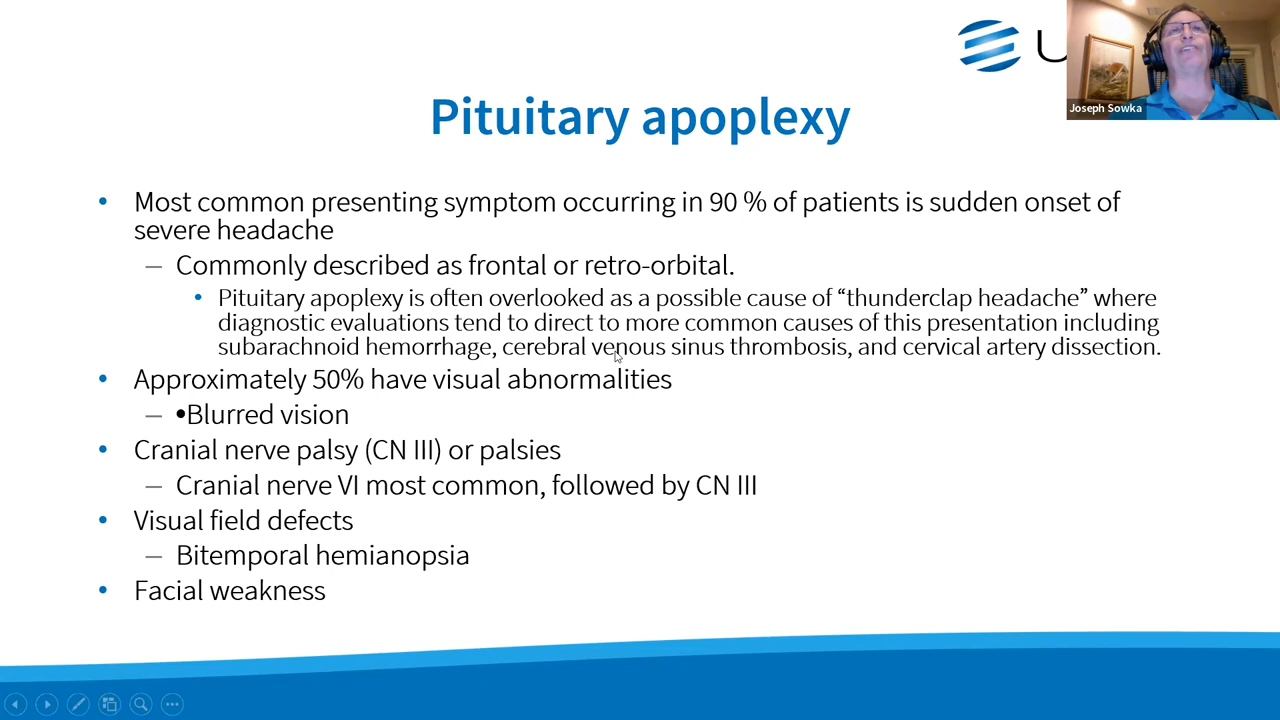 U
Joseph Sowka
Pituitary apoplexy
• Most common presenting symptom occurring in 90 % of patients is sudden onset of
severe headache
– Commonly described as frontal or retro-orbital.
• Pituitary apoplexy is often overlooked as a possible cause of “thunderclap headache” where
diagnostic evaluations tend to direct to more common causes of this presentation including
subarachnoid hemorrhage, cerebral venous sinus thrombosis, and cervical artery dissection.
• Approximately 50% have visual abnormalities
– •Blurred vision
• Cranial nerve palsy (CN III) or palsies
– Cranial nerve VI most common, followed by CN III
• Visual field defects
– Bitemporal hemianopsia
• Facial weakness